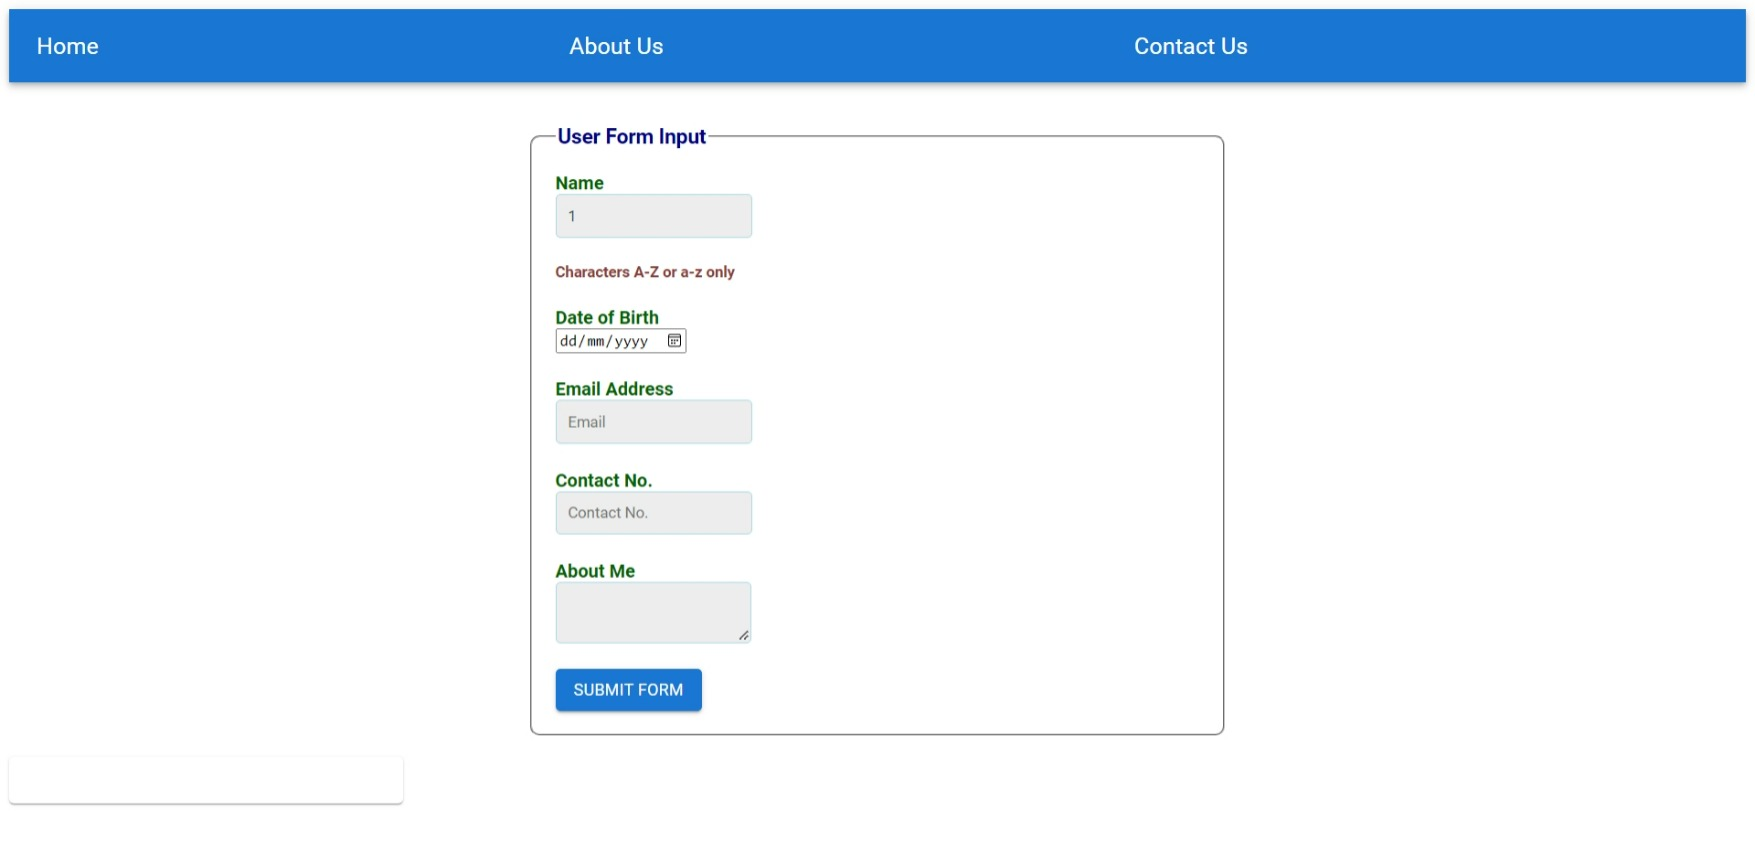 Home About Us Contact Us
User Form Input
Name
1
Characters A-Z or a-z only
Date of Birth
dd/mm/yyyy
Email Address
Email
Contact No.
Contact No.
About Me
SUBMIT FORM